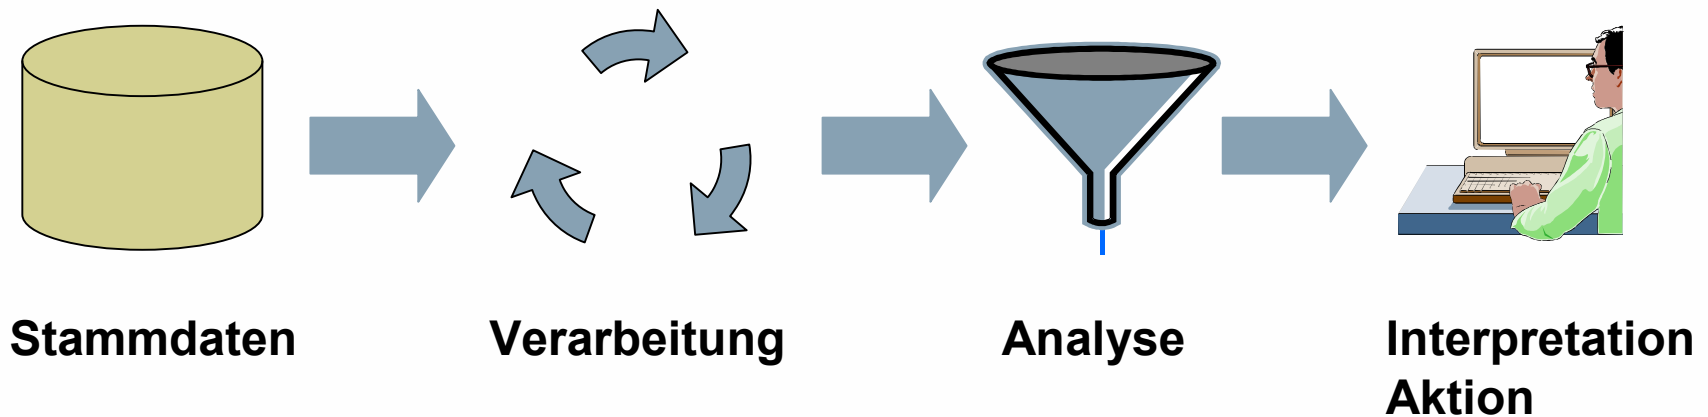 Stammdaten
Verarbeitung
Analyse
Interpretation
Aktion